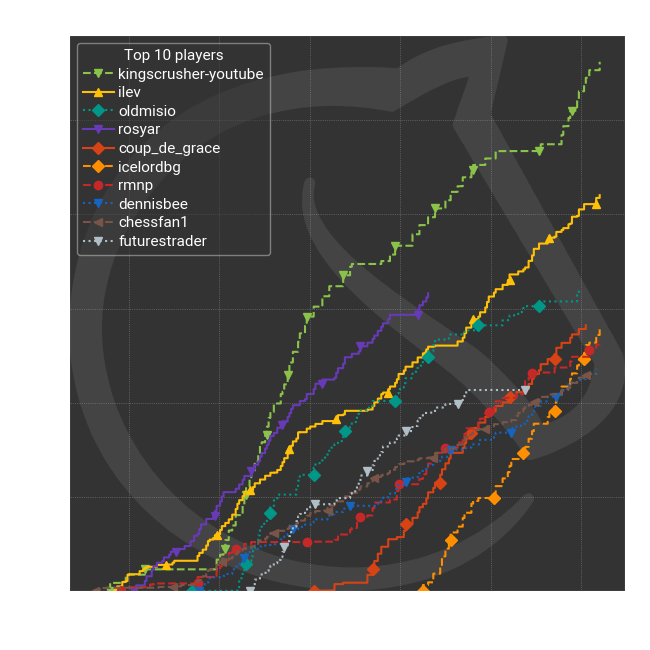 Top 10 players
kingscrusher-youtube
ilev
oldmisio
rosyar
coup_de_grace
icelordbg
rmnp
dennisbee
chessfan1
futurestrader